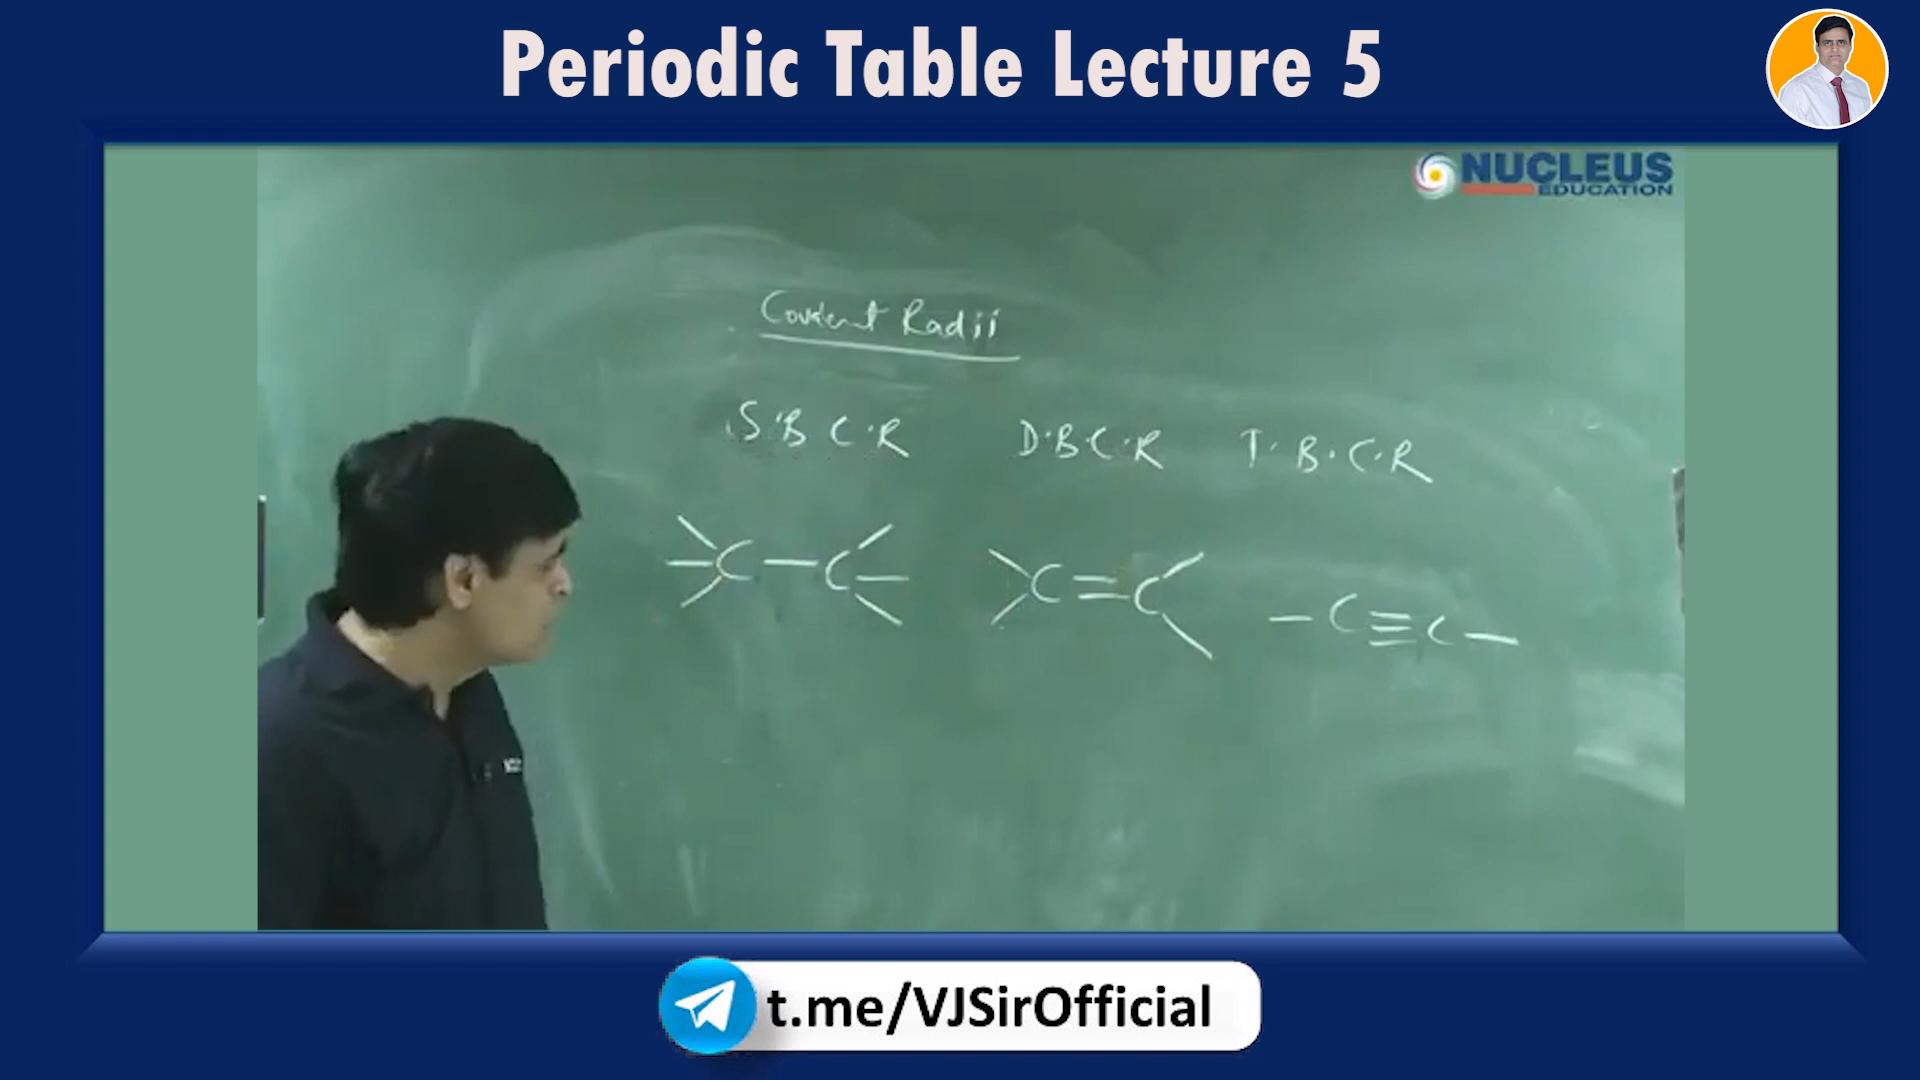 Periodic Table Lecture 5
NUCLEUS
EDUCATION
Covalent Radii
S.B C.R D.B.C.R T.B.C.R
C—C C=C —C≡C—
t.me/VJSirOfficial